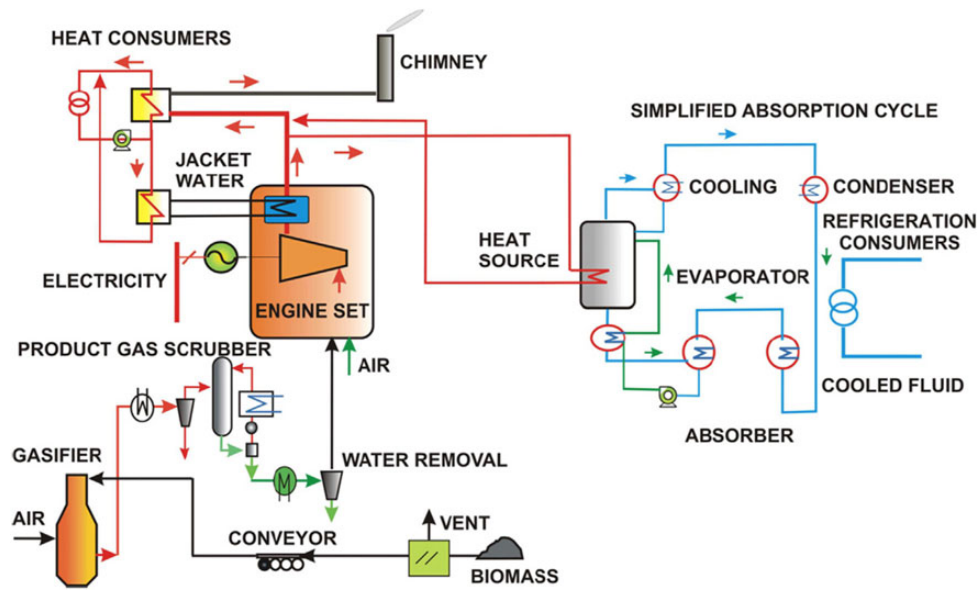 HEAT CONSUMERS
CHIMNEY
SIMPLIFIED ABSORPTION CYCLE
JACKET
WATER
COOLING
CONDENSER
REFRIGERATION
CONSUMERS
HEAT
SOURCE
ELECTRICITY
EVAPORATOR
ENGINE SET
PRODUCT GAS SCRUBBER
AIR
COOLED FLUID
ABSORBER
GASIFIER
WATER REMOVAL
AIR
CONVEYOR
VENT
BIOMASS